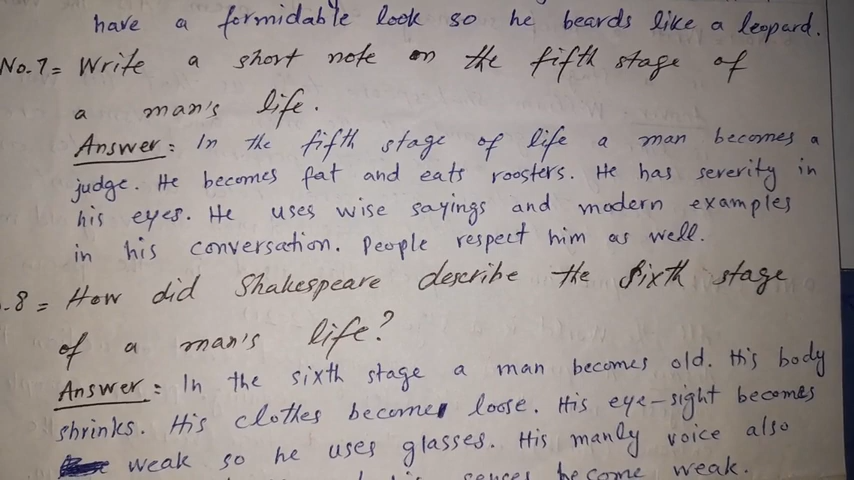 have a formidable look so he beards like a leopard.
No.7 = Write a short note on the fifth stage of
a man's life.
Answer: In the fifth stage of life a man becomes a
judge. He becomes fat and eats roosters. He has severity in
his eyes. He uses wise sayings and modern examples
in his conversation. People respect him as well.
.8 = How did Shakespeare describe the sixth stage
of a man's life?
Answer: In the sixth stage a man becomes old. His body
shrinks. His clothes become loose. His eye-sight becomes
weak so he uses glasses. His manly voice also
senses become weak.